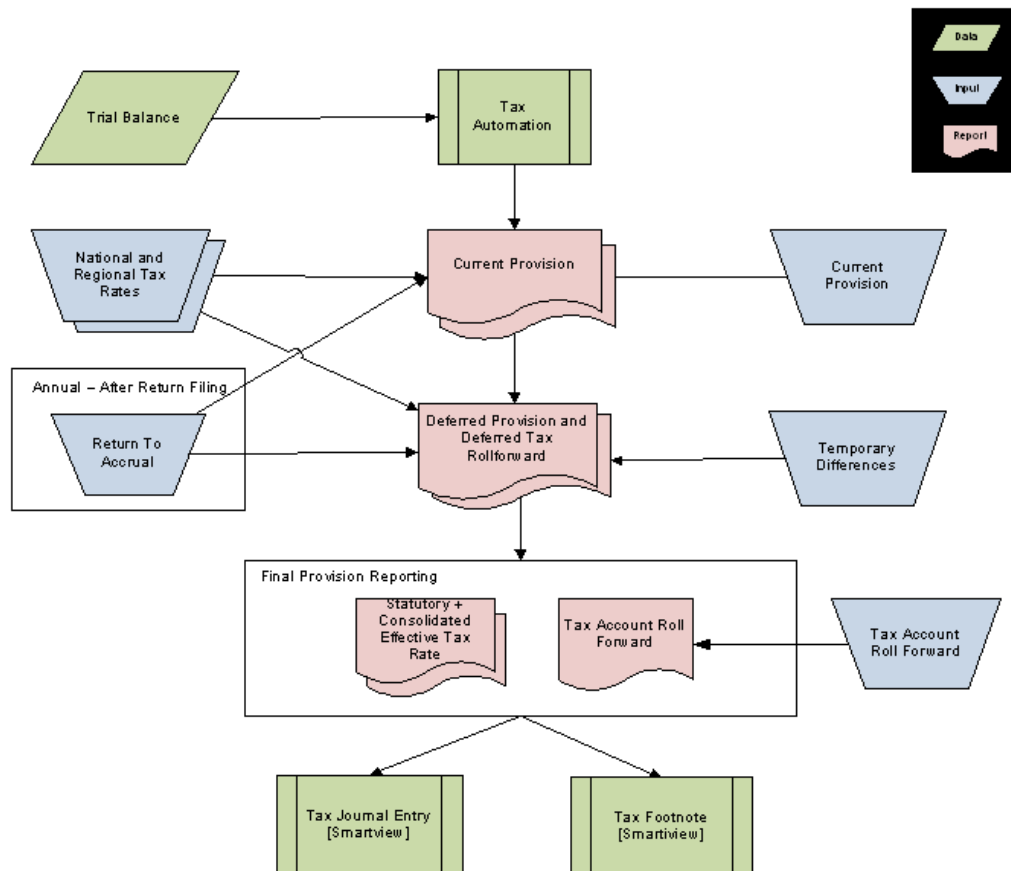 Data
Input
Report
Trial Balance
Tax
Automation
National and
Regional Tax
Rates
Current Provision
Current
Provision
Annual – After Return Filing
Return To
Accrual
Deferred Provision and
Deferred Tax
Rollforward
Temporary
Differences
Final Provision Reporting
Statutory +
Consolidated
Effective Tax
Rate
Tax Account Roll
Forward
Tax Account
Roll Forward
Tax Journal Entry
[Smartview]
Tax Footnote
[Smartiview]